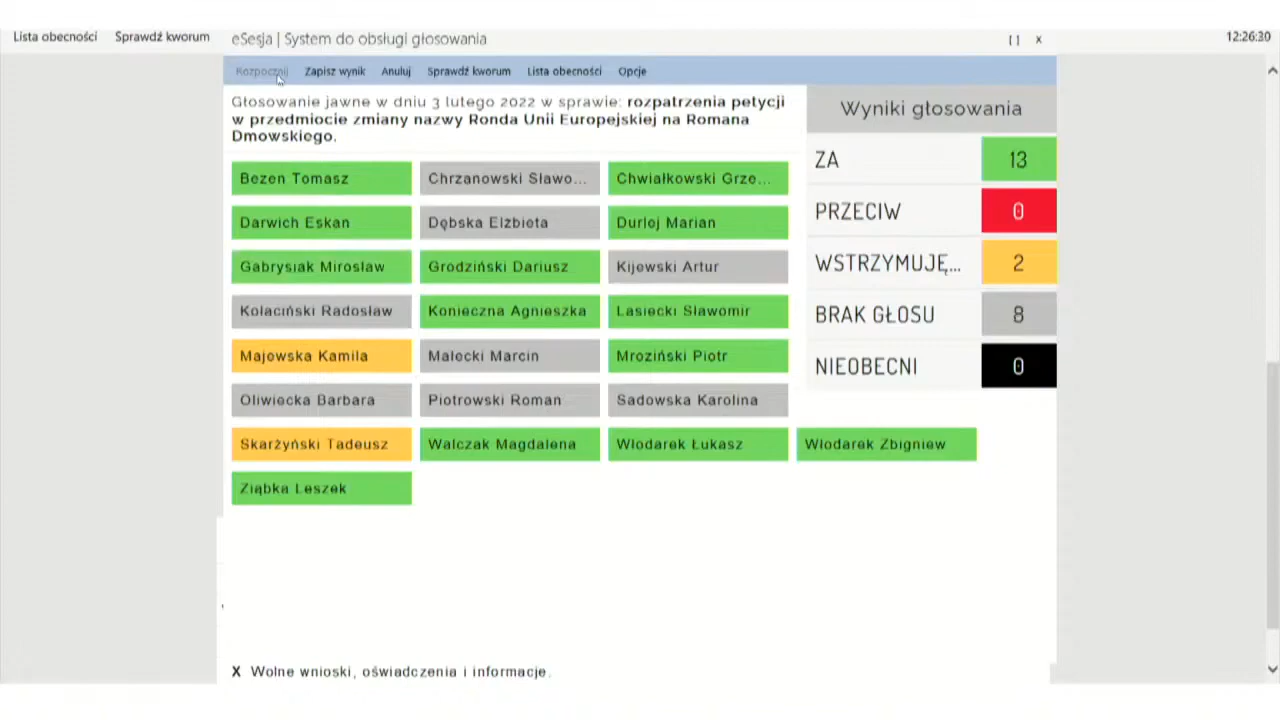 Lista obecności Sprawdź kworum eSesja | System do obsługi głosowania [ ] x 12:26:30
Rozpocznij Zapisz wynik Anuluj Sprawdź kworum Lista obecności Opcje
Głosowanie jawne w dniu 3 lutego 2022 w sprawie: rozpatrzenia petycji
w przedmiocie zmiany nazwy Ronda Unii Europejskiej na Romana
Dmowskiego.
Wyniki głosowania
ZA 13
PRZECIW 0
WSTRZYMUJĘ... 2
BRAK GŁOSU 8
NIEOBECNI 0
Bezen Tomasz Chrzanowski Sławo... Chwiałkowski Grze...
Darwich Eskan Dębska Elżbieta Durlej Marian
Gabrysiak Mirosław Grodziński Dariusz Kijewski Artur
Kolaciński Radosław Konieczna Agnieszka Lasiecki Sławomir
Majowska Kamila Małecki Marcin Mroziński Piotr
Oliwiecka Barbara Piotrowski Roman Sadowska Karolina
Skarżyński Tadeusz Walczak Magdalena Włodarek Łukasz Włodarek Zbigniew
Ziąbka Leszek
X Wolne wnioski, oświadczenia i informacje.